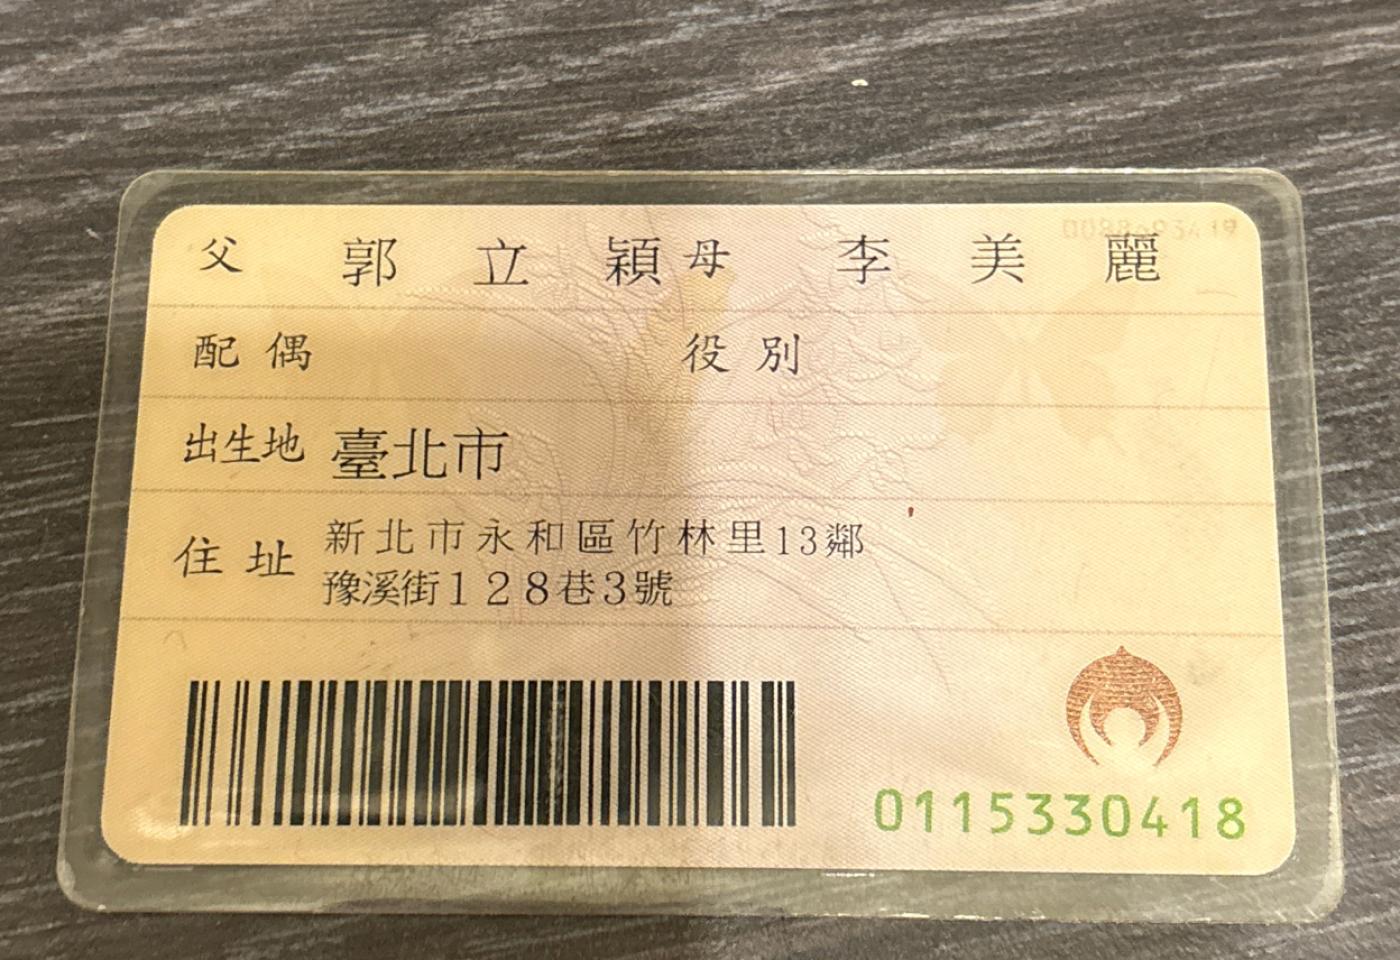 父 郭立穎 母 李美麗
配偶 役別
出生地 臺北市
住址 新北市永和區竹林里13鄰
豫溪街128巷3號
0115330418